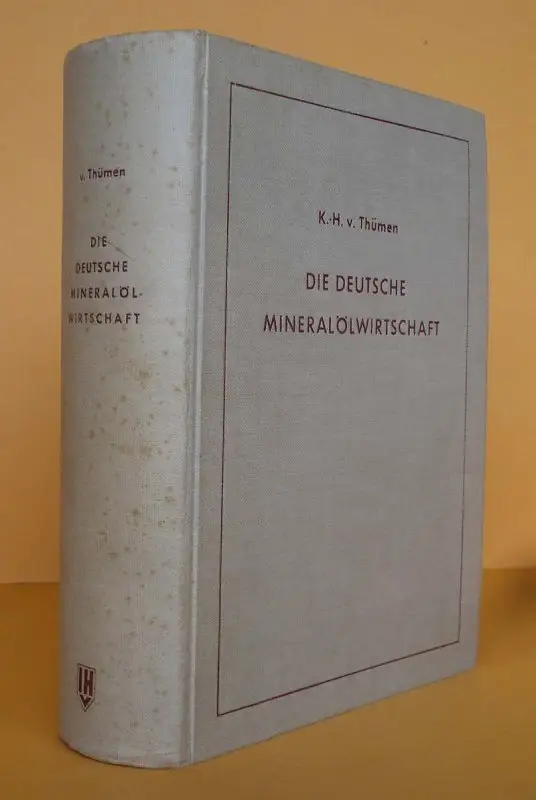 v. Thümen
DIE
DEUTSCHE
MINERALÖL-
WIRTSCHAFT
IH
V
K.-H. v. Thümen
DIE DEUTSCHE
MINERALÖLWIRTSCHAFT